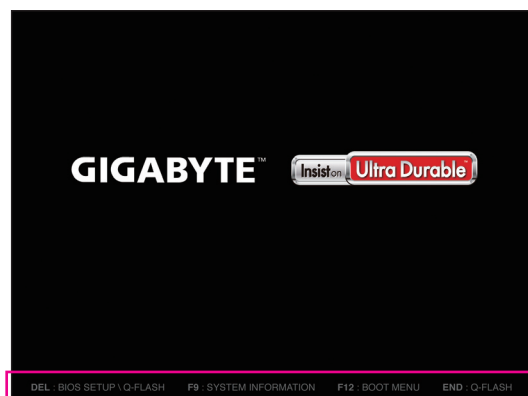 GIGABYTE™ Insist on Ultra Durable™
DEL : BIOS SETUP \ Q-FLASH F9 : SYSTEM INFORMATION F12 : BOOT MENU END : Q-FLASH